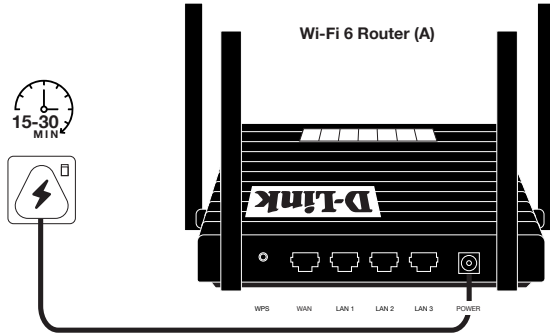 Wi-Fi 6 Router (A)
15-30
MIN
D-Link
WPS WAN LAN 1 LAN 2 LAN 3 POWER